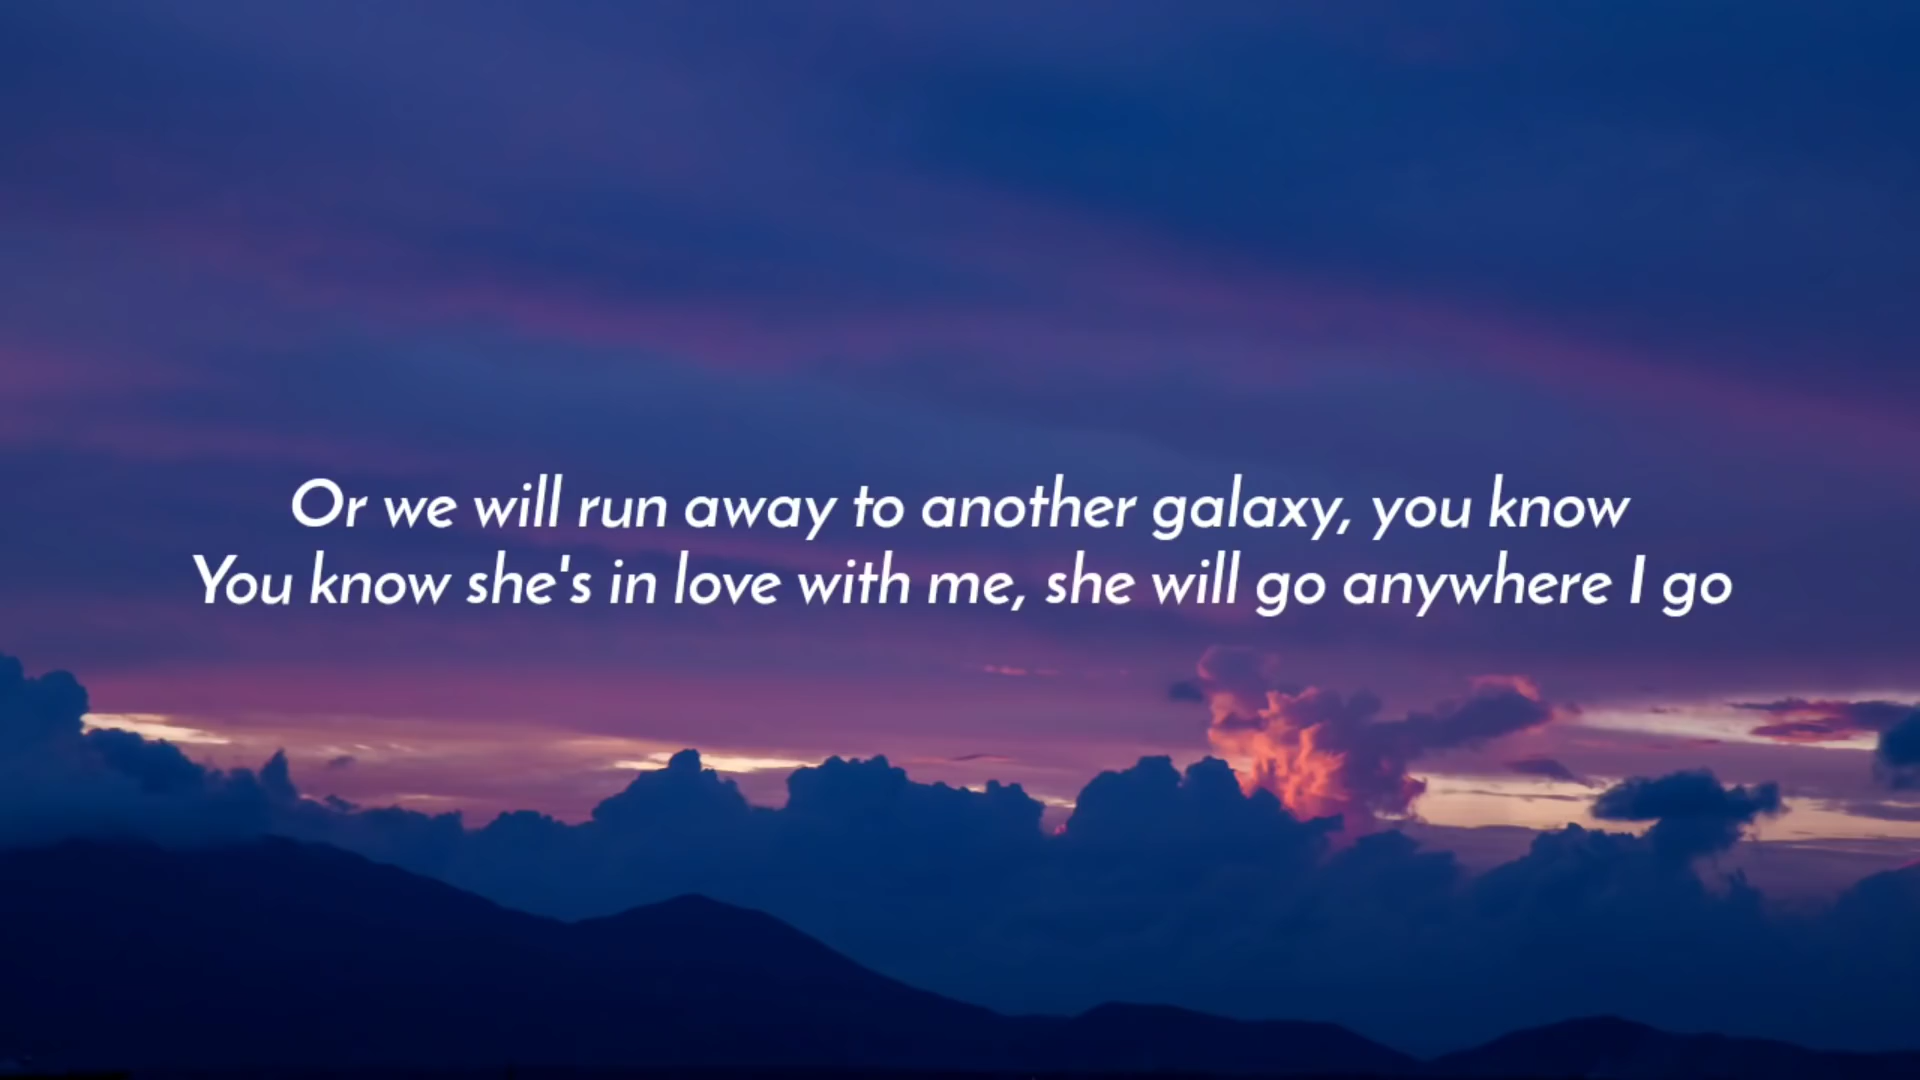 Or we will run away to another galaxy, you know
You know she's in love with me, she will go anywhere I go